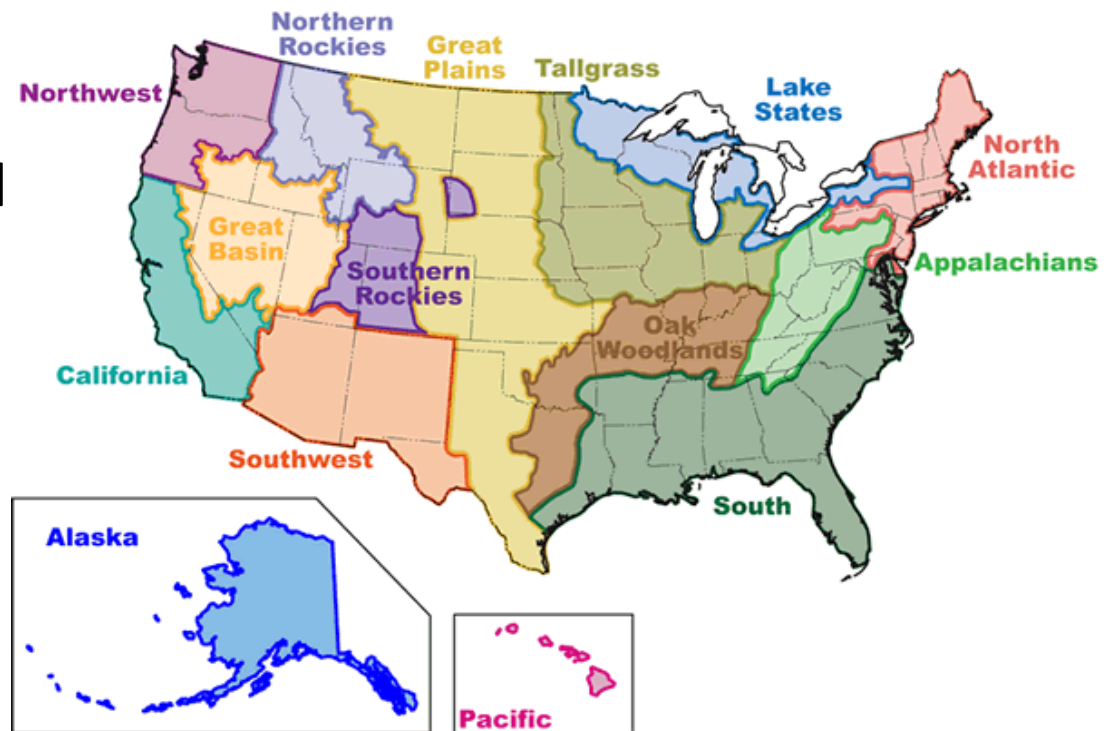 Northern
Rockies
Great
Plains
Tallgrass
Lake
States
Northwest
North
Atlantic
Great
Basin
Southern
Rockies
Appalachians
Oak
Woodlands
California
Southwest
South
Alaska
Pacific